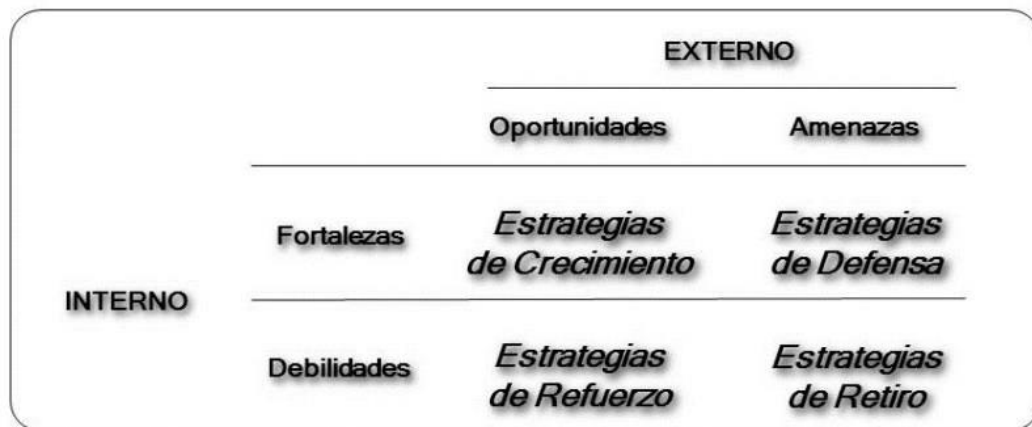 EXTERNO
Oportunidades Amenazas
Fortalezas Estrategias de Crecimiento Estrategias de Defensa
INTERNO
Debilidades Estrategias de Refuerzo Estrategias de Retiro